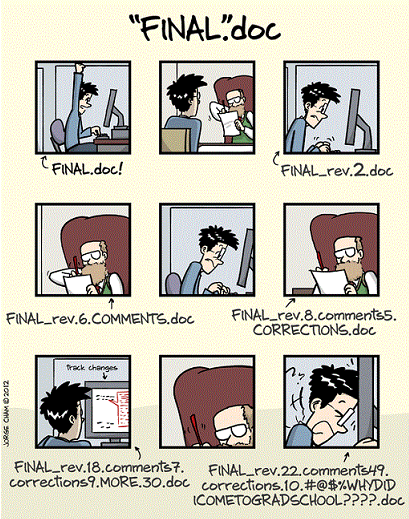 "FINAL".doc
FINAL.doc!
FINAL_rev.2.doc
FINAL_rev.6.COMMENTS.doc
FINAL_rev.8.comments5.
CORRECTIONS.doc
track changes
FINAL_rev.18.comments7.
corrections9.MORE.30.doc
FINAL_rev.22.comments49.
corrections.10.#@$%WHYDID
ICOMETOGRADSCHOOL????.doc
JORGE CHAM © 2012